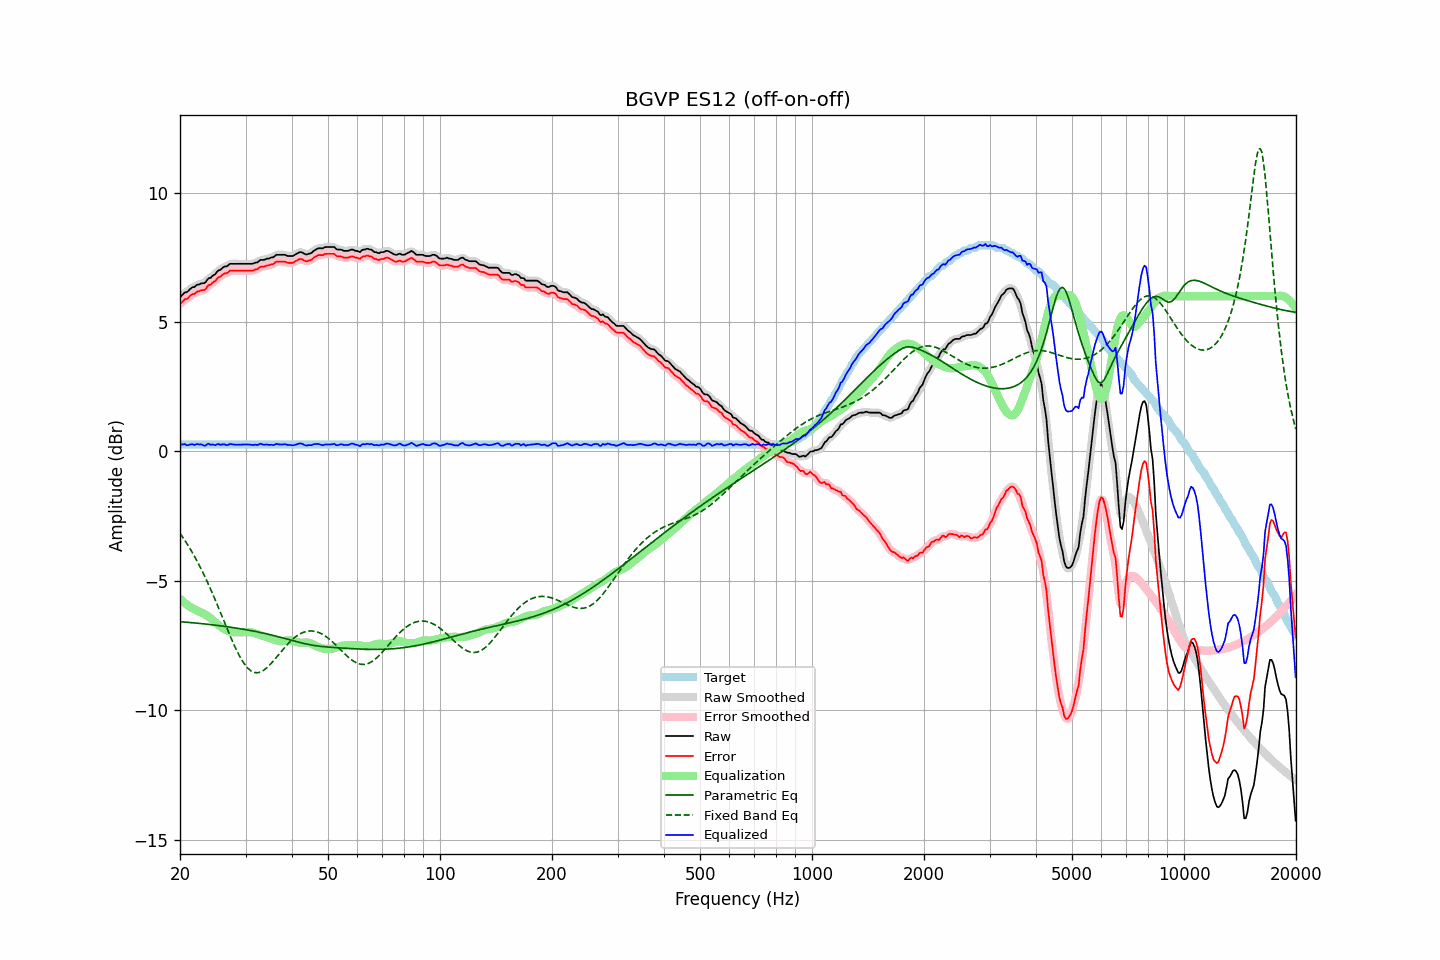 BGVP ES12 (off-on-off)
Amplitude (dBr)
10
5
0
−5
−10
−15
Target
Raw Smoothed
Error Smoothed
Raw
Error
Equalization
Parametric Eq
Fixed Band Eq
Equalized
20
50
100
200
500
1000
2000
5000
10000
20000
Frequency (Hz)